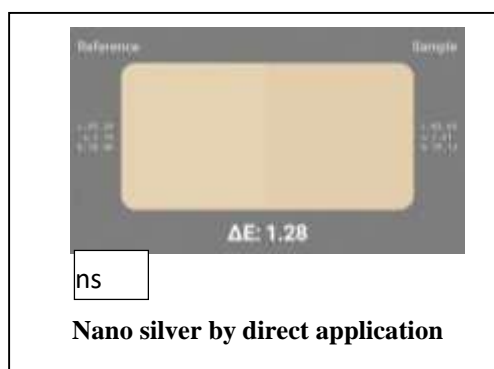 Reference
Sample
ΔE: 1.28
ns
Nano silver by direct application